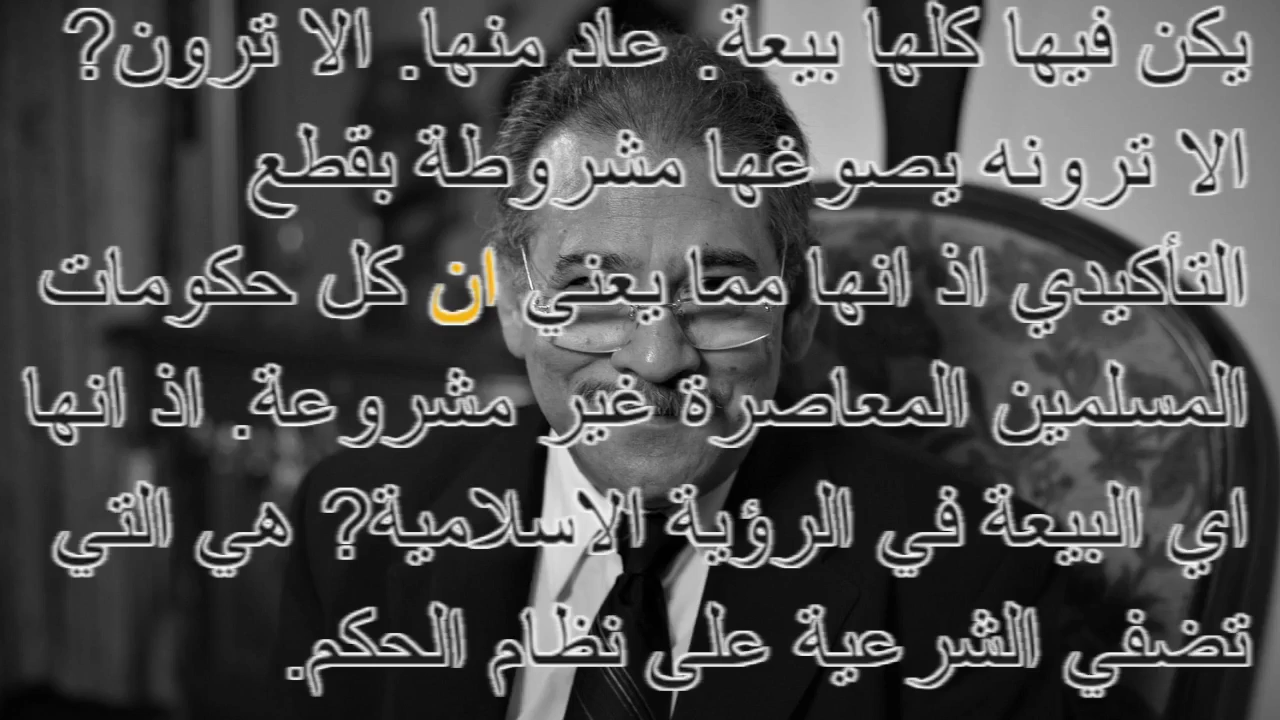 يكن فيها كلها بيعة. عاد منها. الا ترون?
الا ترونه يصوغها مشروطة بقطع
التأكيدي اذ انها مما يعني ان كل حكومات
المسلمين المعاصرة غير مشروعة. اذ انها
اي البيعة في الرؤية الاسلامية? هي التي
تضفي الشرعية على نظام الحكم.